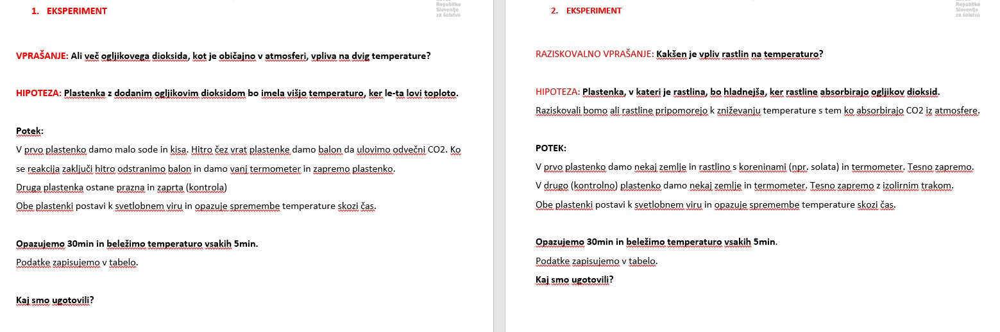 Republike
Slovenije
za šolstvo
1. EKSPERIMENT
VPRAŠANJE: Ali več ogljikovega dioksida, kot je običajno v atmosferi, vpliva na dvig temperature?
HIPOTEZA: Plastenka z dodanim ogljikovim dioksidom bo imela višjo temperaturo, ker le-ta lovi toploto.
Potek:
V prvo plastenko damo malo sode in kisa. Hitro čez vrat plastenke damo balon da ulovimo odvečni CO2. Ko
se reakcija zaključi hitro odstranimo balon in damo vanj termometer in zapremo plastenko.
Druga plastenka ostane prazna in zaprta (kontrola)
Obe plastenki postavi k svetlobnem viru in opazuje spremembe temperature skozi čas.
Opazujemo 30min in beležimo temperaturo vsakih 5min.
Podatke zapisujemo v tabelo.
Kaj smo ugotovili?
Republike
Slovenije
za šolstvo
2. EKSPERIMENT
RAZISKOVALNO VPRAŠANJE: Kakšen je vpliv rastlin na temperaturo?
HIPOTEZA: Plastenka, v kateri je rastlina, bo hladnejša, ker rastline absorbirajo ogljikov dioksid.
Raziskovali bomo ali rastline pripomorejo k zniževanju temperature s tem ko absorbirajo CO2 iz atmosfere.
POTEK:
V prvo plastenko damo nekaj zemlje in rastlino s koreninami (npr. solata) in termometer. Tesno zapremo.
V drugo (kontrolno) plastenko damo nekaj zemlje in termometer. Tesno zapremo z izolirnim trakom.
Obe plastenki postavi k svetlobnem viru in opazuje spremembe temperature skozi čas.
Opazujemo 30min in beležimo temperaturo vsakih 5min.
Podatke zapisujemo v tabelo.
Kaj smo ugotovili?